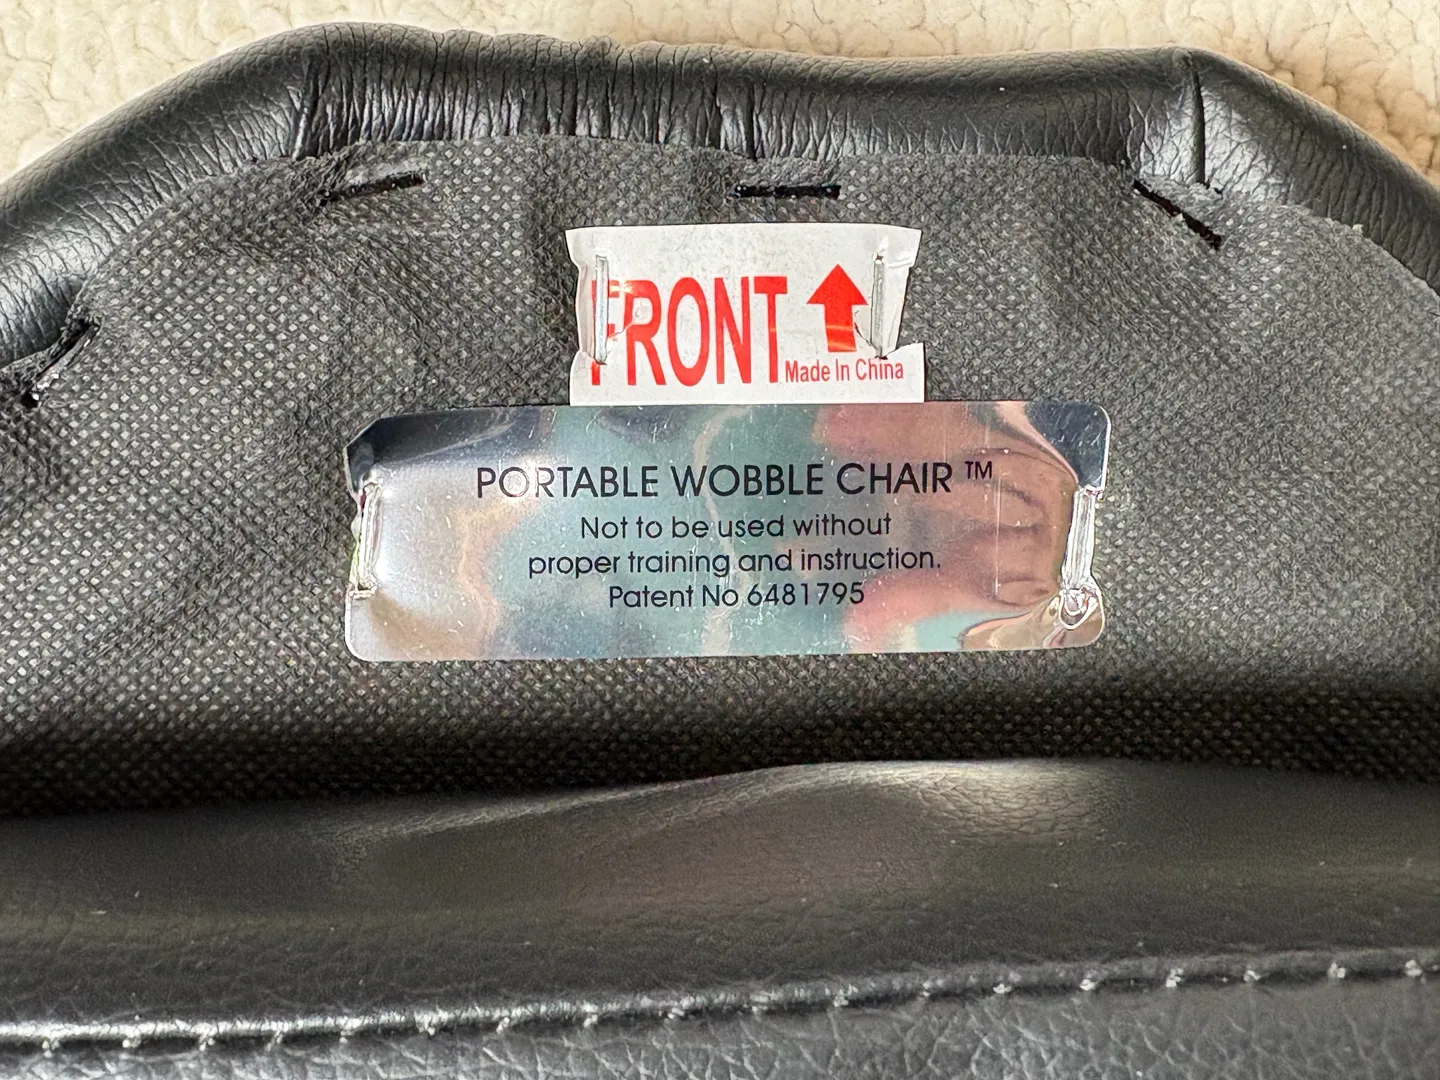 FRONT
Made In China
PORTABLE WOBBLE CHAIR ™
Not to be used without
proper training and instruction.
Patent No 6481795